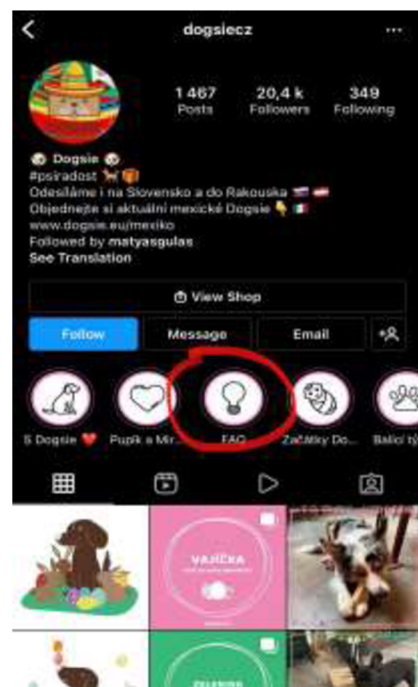 dogsiecz
1 467 20,4 k 349
Posts Followers Following
Dogsie
#psiradost
Odesíláme i na Slovensko a do Rakouska
Objednejte si aktuální mexické Dogsie
www.dogsie.eu/mexiko
Followed by matyasgulas
See Translation
View Shop
Follow Message Email
S Dogsie Pupík a Mír... FAQ Začátky Do... Balicí tý
VAJÍČKA
ZELENINA